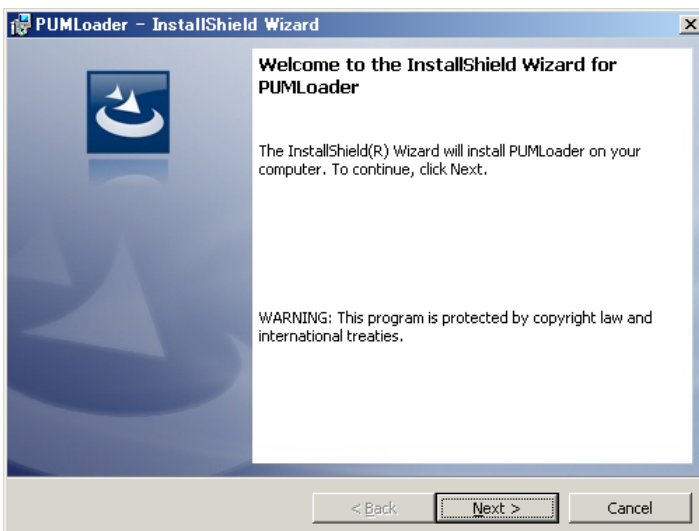 PUMLoader - InstallShield Wizard
Welcome to the InstallShield Wizard for
PUMLoader
The InstallShield(R) Wizard will install PUMLoader on your
computer. To continue, click Next.
WARNING: This program is protected by copyright law and
international treaties.
< Back
Next >
Cancel